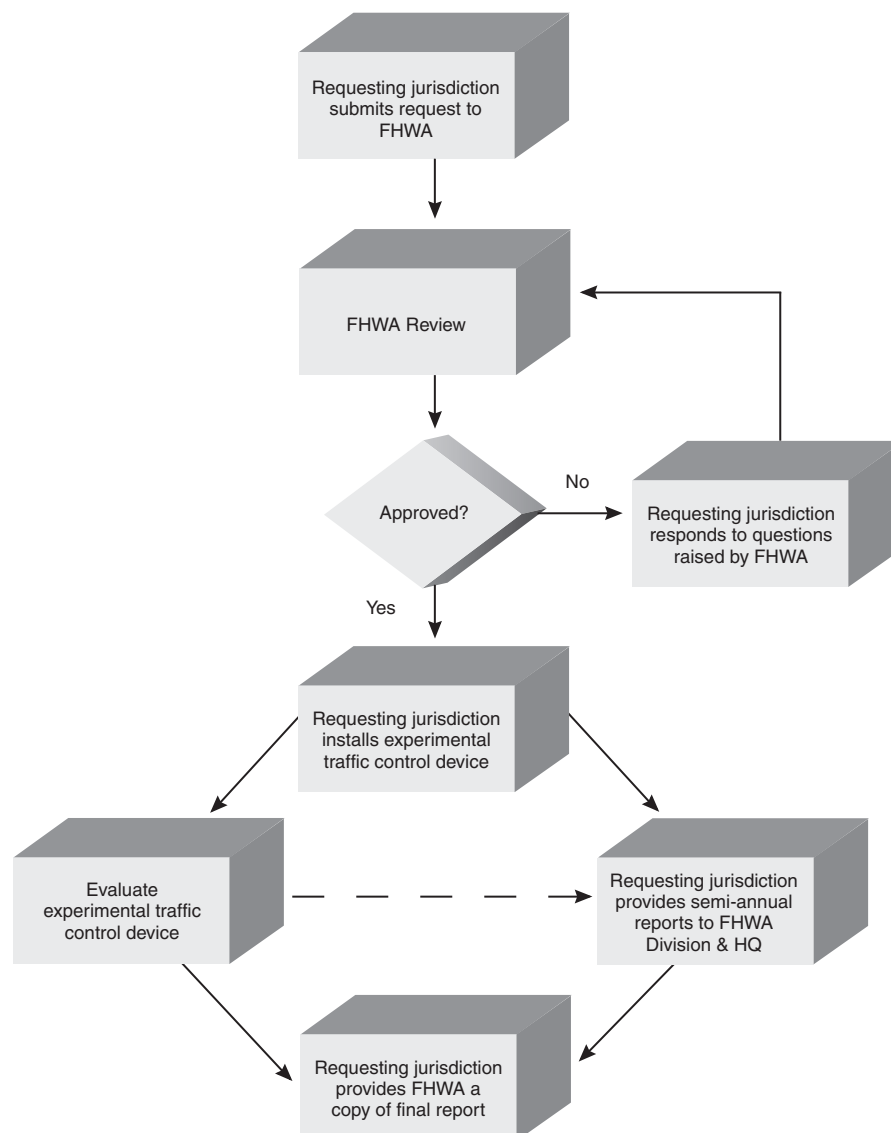 Requesting jurisdiction
submits request to
FHWA
FHWA Review
Approved?
No
Requesting jurisdiction
responds to questions
raised by FHWA
Yes
Requesting jurisdiction
installs experimental
traffic control device
Evaluate
experimental traffic
control device
Requesting jurisdiction
provides semi-annual
reports to FHWA
Division & HQ
Requesting jurisdiction
provides FHWA a
copy of final report